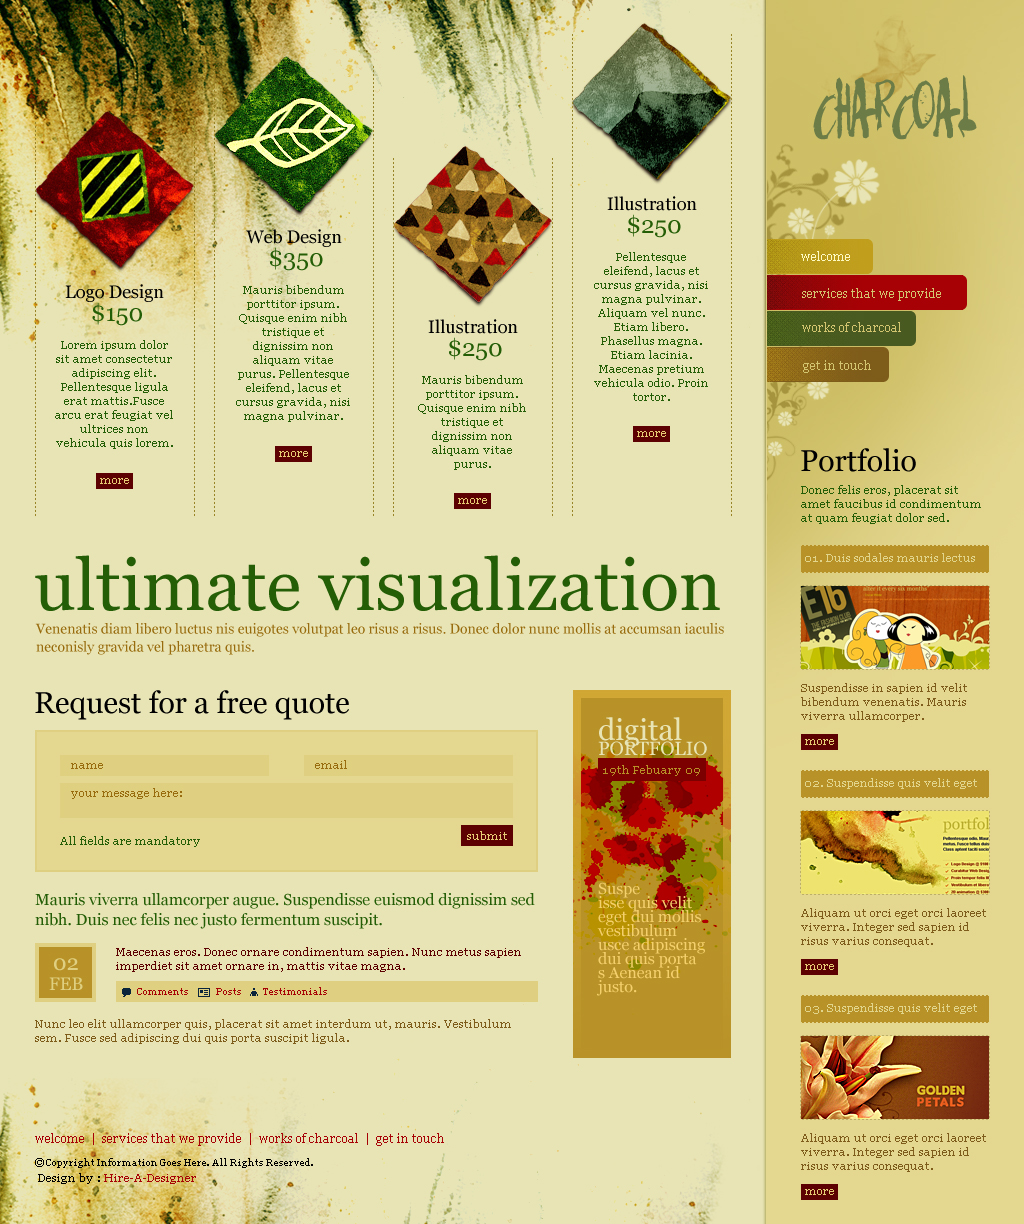 Logo Design
$150
Lorem ipsum dolor
sit amet consectetur
adipiscing elit.
Pellentesque ligula
erat mattis.Fusce
arcu erat feugiat vel
ultrices non
vehicula quis lorem.
more
Web Design
$350
Mauris bibendum
porttitor ipsum.
Quisque enim nibh
tristique et
dignissim non
aliquam vitae
purus. Pellentesque
eleifend, lacus et
cursus gravida, nisi
magna pulvinar.
more
Illustration
$250
Mauris bibendum
porttitor ipsum.
Quisque enim nibh
tristique et
dignissim non
aliquam vitae
purus.
more
Illustration
$250
Pellentesque
eleifend, lacus et
cursus gravida, nisi
magna pulvinar.
Aliquam vel nunc.
Etiam libero.
Phasellus magna.
Etiam lacinia.
Maecenas pretium
vehicula odio. Proin
tortor.
more
ultimate visualization
Venenatis diam libero luctus nis euigotes volutpat leo risus a risus. Donec dolor nunc mollis at accumsan iaculis
neconisly gravida vel pharetra quis.
Request for a free quote
name
email
your message here:
All fields are mandatory
submit
Mauris viverra ullamcorper augue. Suspendisse euismod dignissim sed
nibh. Duis nec felis nec justo fermentum suscipit.
02
FEB
Maecenas eros. Donec ornare condimentum sapien. Nunc metus sapien
imperdiet sit amet ornare in, mattis vitae magna.
Comments Posts Testimonials
Nunc leo elit ullamcorper quis, placerat sit amet interdum ut, mauris. Vestibulum
sem. Fusce sed adipiscing dui quis porta suscipit ligula.
digital
PORTFOLIO
19th Febuary 09
Suspe
isse quis velit
eget dui mollis
vestibulum
usce adipiscing
dui quis porta
s Aenean id
justo.
welcome | services that we provide | works of charcoal | get in touch
©Copyright Information Goes Here. All Rights Reserved.
Design by : Hire-A-Designer
CHARCOAL
welcome
services that we provide
works of charcoal
get in touch
Portfolio
Donec felis eros, placerat sit
amet faucibus id condimentum
at quam feugiat dolor sed.
01. Duis sodales mauris lectus
E16
THE FASHION CLUB
after it every sat mouths
Suspendisse in sapien id velit
bibendum venenatis. Mauris
viverra ullamcorper.
more
02. Suspendisse quis velit eget
portfol
Aliquam ut orci eget orci laoreet
viverra. Integer sed sapien id
risus varius consequat.
more
03. Suspendisse quis velit eget
GOLDEN
PETALS
Aliquam ut orci eget orci laoreet
viverra. Integer sed sapien id
risus varius consequat.
more